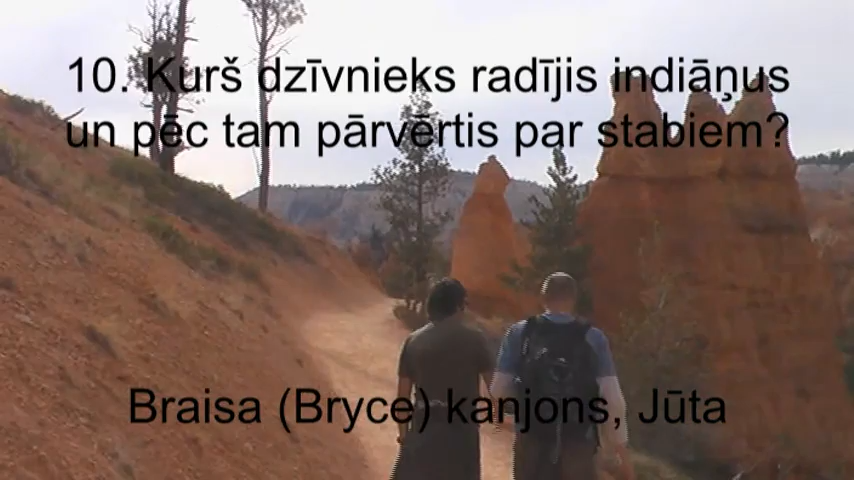 10. Kurš dzīvnieks radījis indiāņus
un pēc tam pārvērtis par stabiem?
Braisa (Bryce) kanjons, Jūta